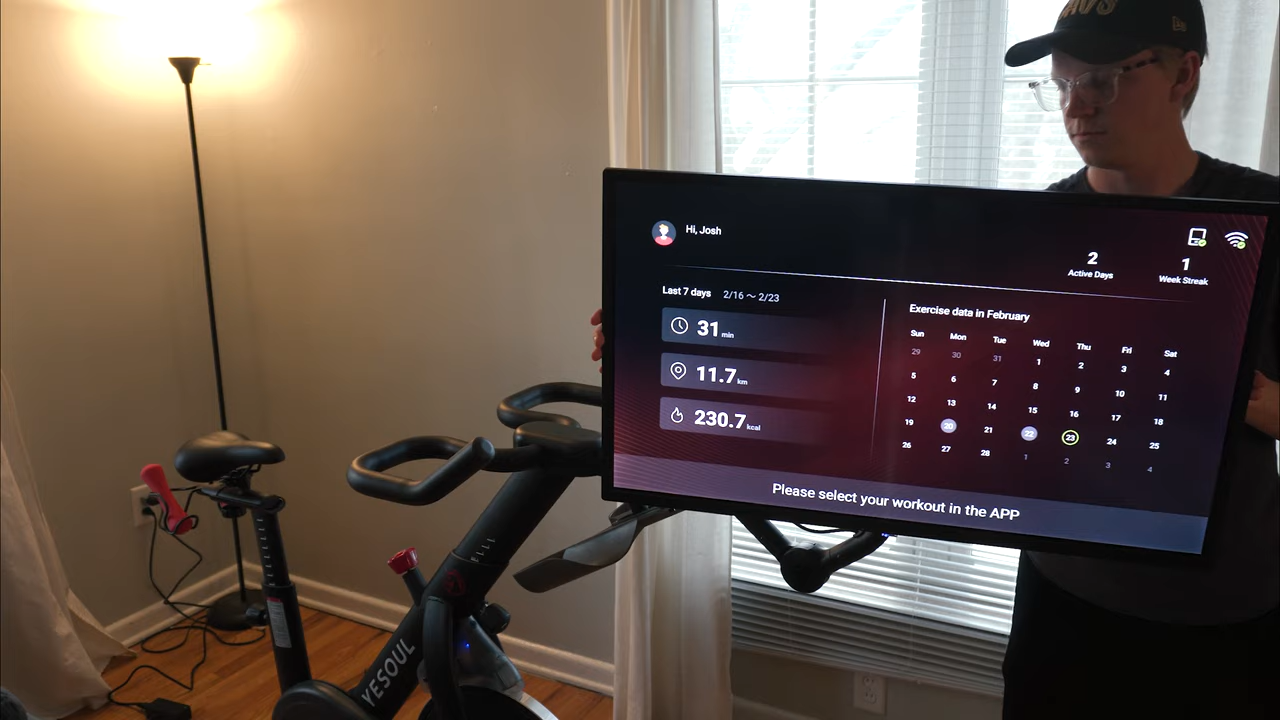 AVS
Hi, Josh
2
Active Days
1
Week Streak
Last 7 days 2/16 ～ 2/23
31 min
11.7 km
230.7 kcal
Exercise data in February
Sun Mon Tue Wed Thu Fri Sat
29 30 31 1 2 3 4
5 6 7 8 9 10 11
12 13 14 15 16 17 18
19 20 21 22 23 24 25
26 27 28 1 2 3 4
Please select your workout in the APP
YESOUL